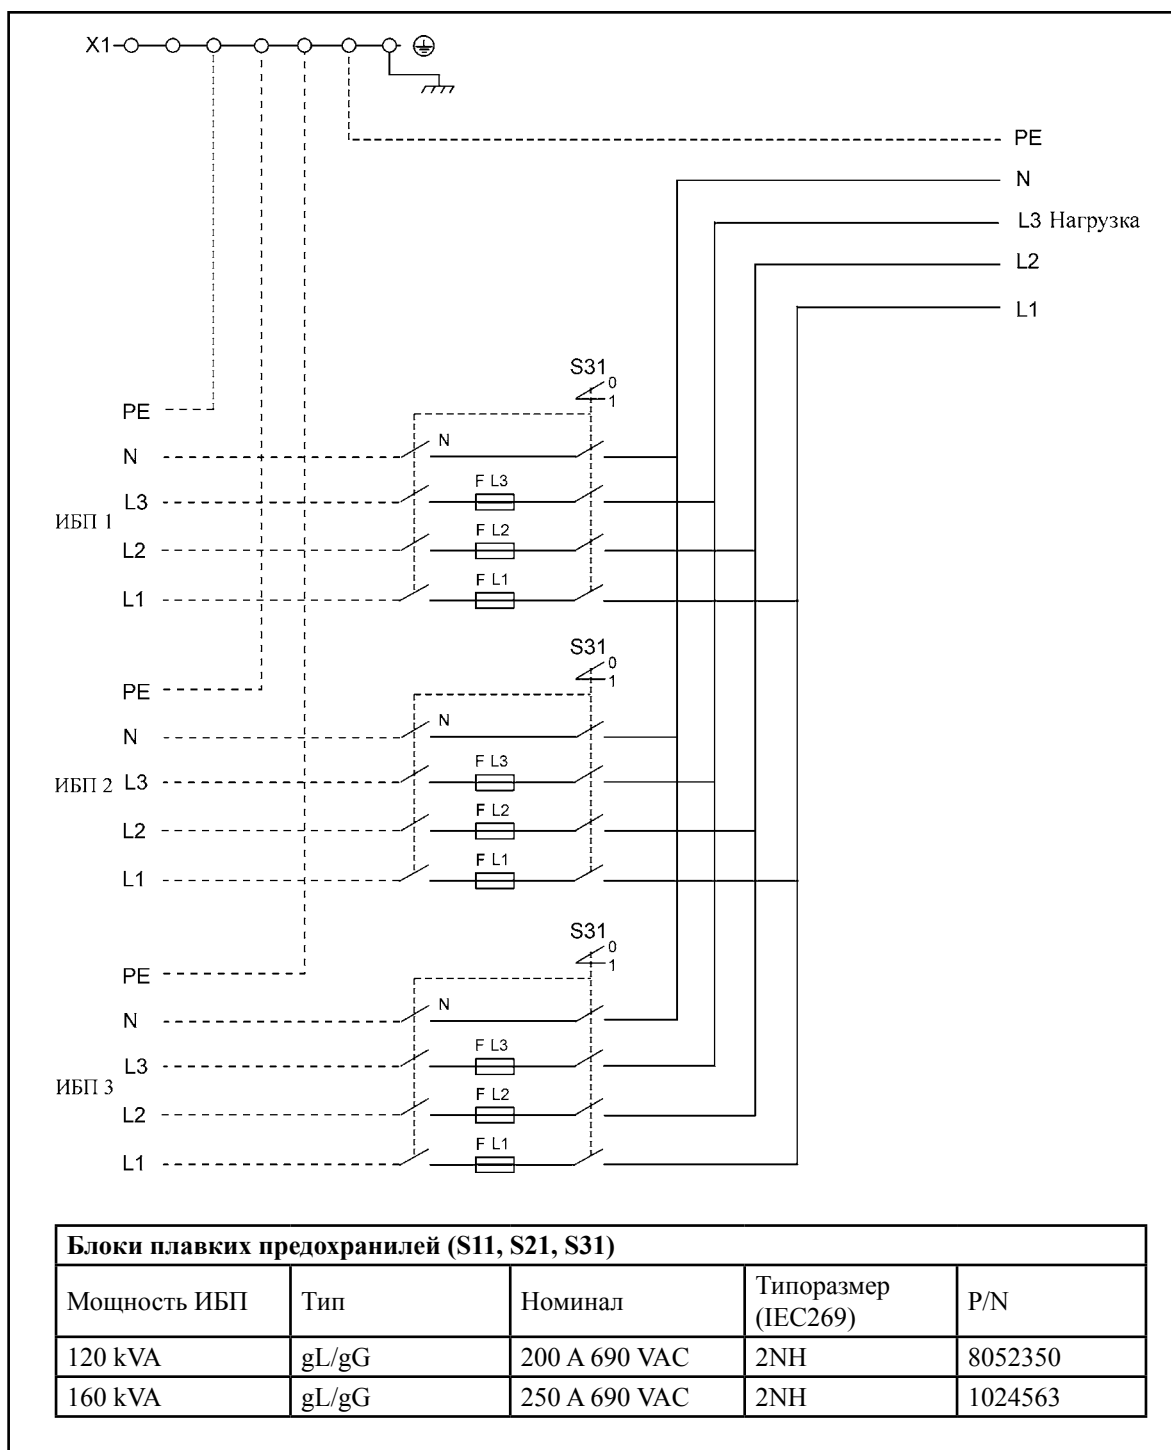 X1
PE
N
L3 Нагрузка
L2
L1
S31
0
1
PE
N
N
F L3
L3
ИБП 1
F L2
L2
F L1
L1
S31
0
1
PE
N
N
F L3
ИБП 2 L3
F L2
L2
F L1
L1
S31
0
1
PE
N
N
F L3
L3
ИБП 3
F L2
L2
F L1
L1
Блоки плавких предохранилей (S11, S21, S31)
Мощность ИБП Тип Номинал Типоразмер (IEC269) P/N
120 kVA gL/gG 200 A 690 VAC 2NH 8052350
160 kVA gL/gG 250 A 690 VAC 2NH 1024563